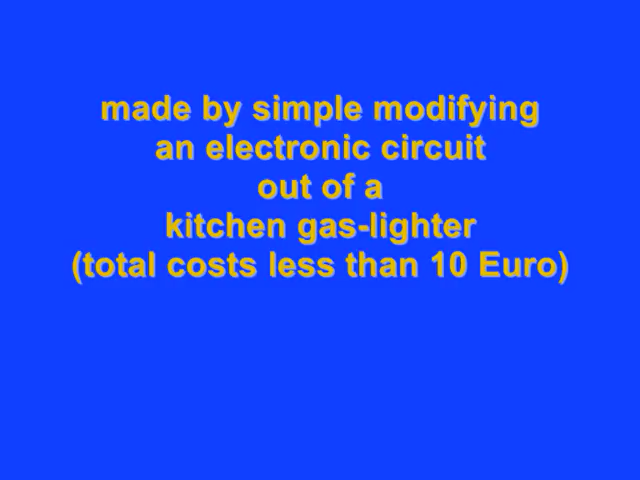 made by simple modifying
an electronic circuit
out of a
kitchen gas-lighter
(total costs less than 10 Euro)